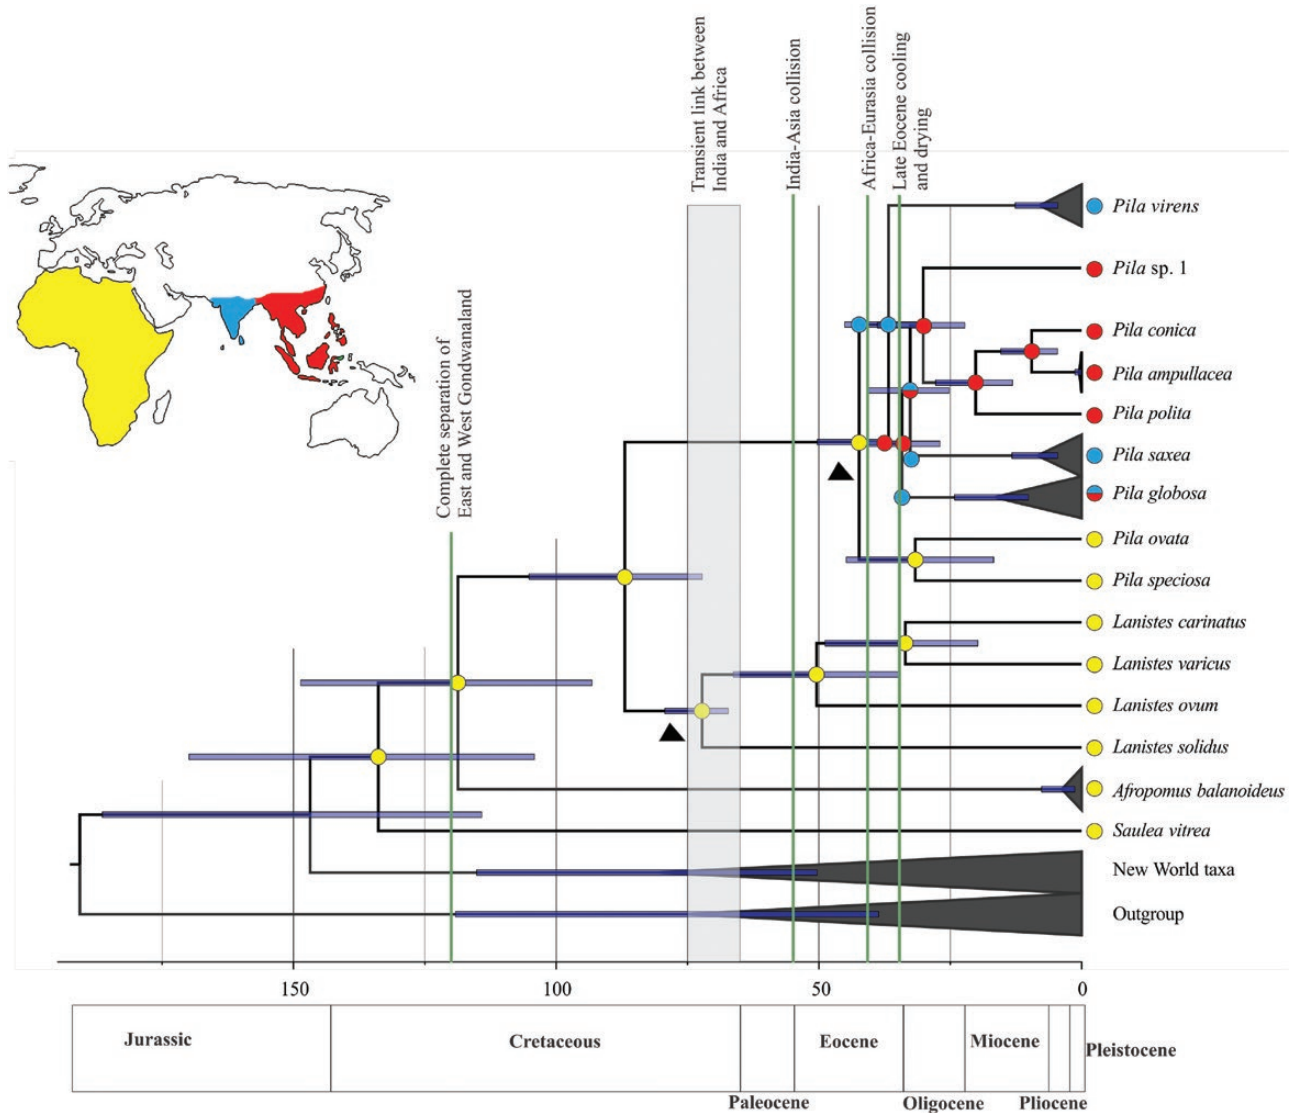 Transient link between
India and Africa
India-Asia collision
Africa-Eurasia collision
Late Eocene cooling
and drying
Complete separation of
East and West Gondwanaland
Pila virens
Pila sp. 1
Pila conica
Pila ampullacea
Pila polita
Pila saxea
Pila globosa
Pila ovata
Pila speciosa
Lanistes carinatus
Lanistes varicus
Lanistes ovum
Lanistes solidus
Afropomus balanoideus
Saulea vitrea
New World taxa
Outgroup
150 100 50 0
Jurassic Cretaceous Eocene Miocene Pleistocene
Paleocene Oligocene Pliocene